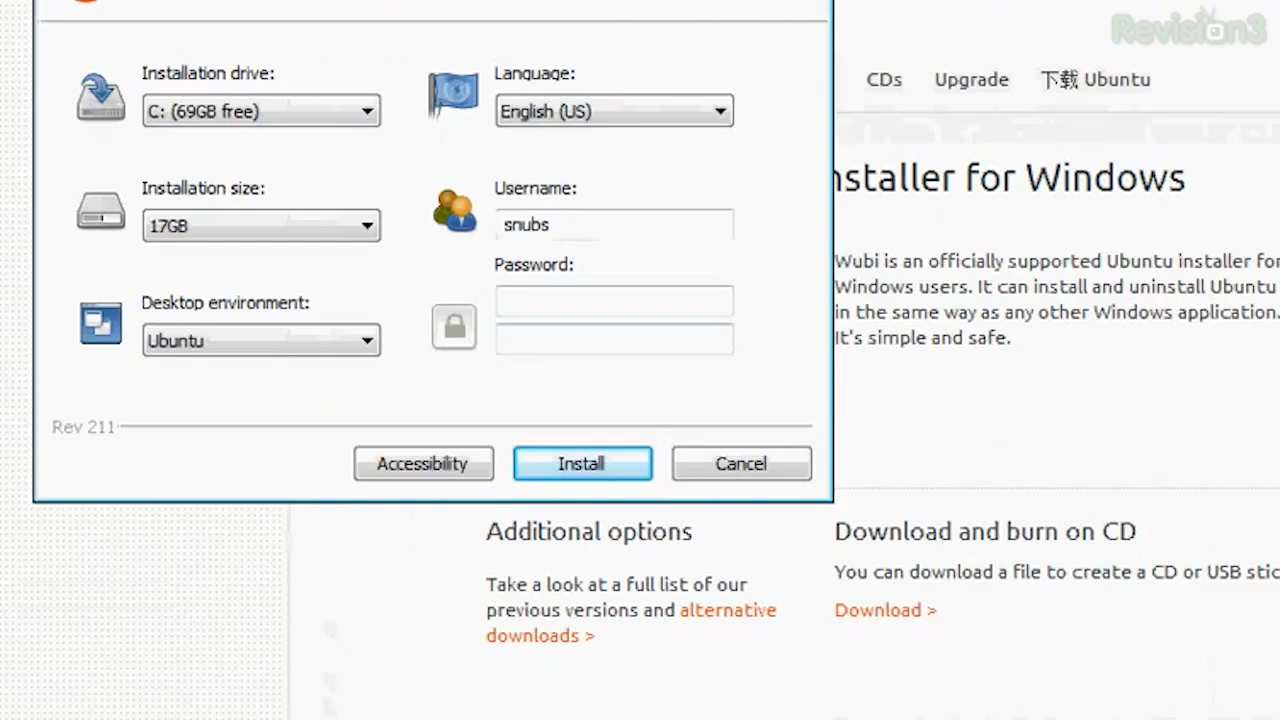 Revision3
Installation drive:
C: (69GB free)
Language:
English (US)
Installation size:
17GB
Username:
snubs
Password:
Desktop environment:
Ubuntu
Rev 211
Accessibility
Install
Cancel
CDs
Upgrade
下载 Ubuntu
nstaller for Windows
Wubi is an officially supported Ubuntu installer for
Windows users. It can install and uninstall Ubuntu
in the same way as any other Windows application.
It's simple and safe.
Additional options
Take a look at a full list of our
previous versions and alternative
downloads >
Download and burn on CD
You can download a file to create a CD or USB stic
Download >